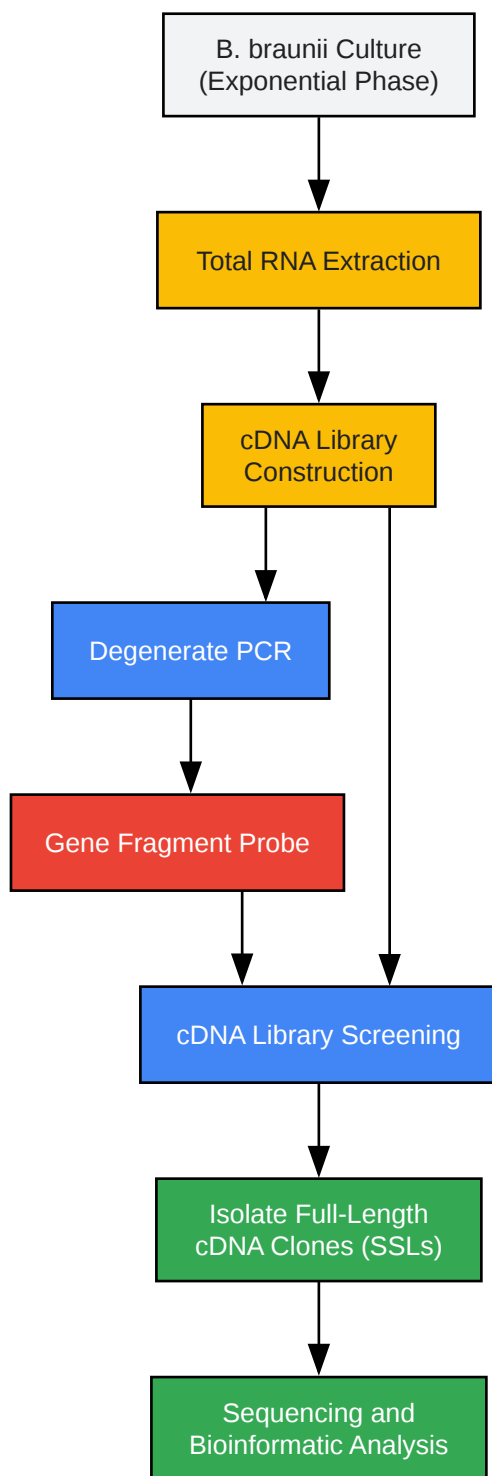 B. braunii Culture
(Exponential Phase)
Total RNA Extraction
cDNA Library
Construction
Degenerate PCR
Gene Fragment Probe
cDNA Library Screening
Isolate Full-Length
cDNA Clones (SSLs)
Sequencing and
Bioinformatic Analysis